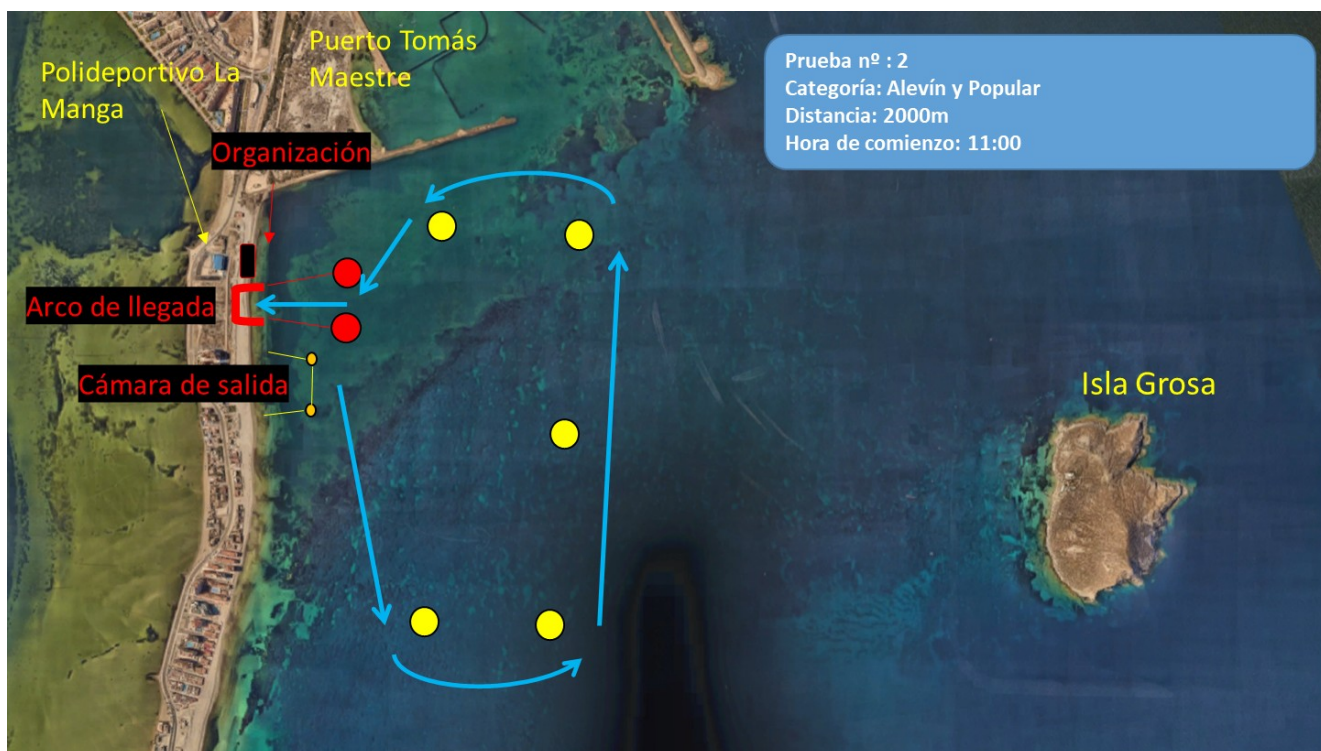 Puerto Tomás
Maestre
Polideportivo La
Manga
Prueba nº : 2
Categoría: Alevín y Popular
Distancia: 2000m
Hora de comienzo: 11:00
Organización
Arco de llegada
Cámara de salida
Isla Grosa